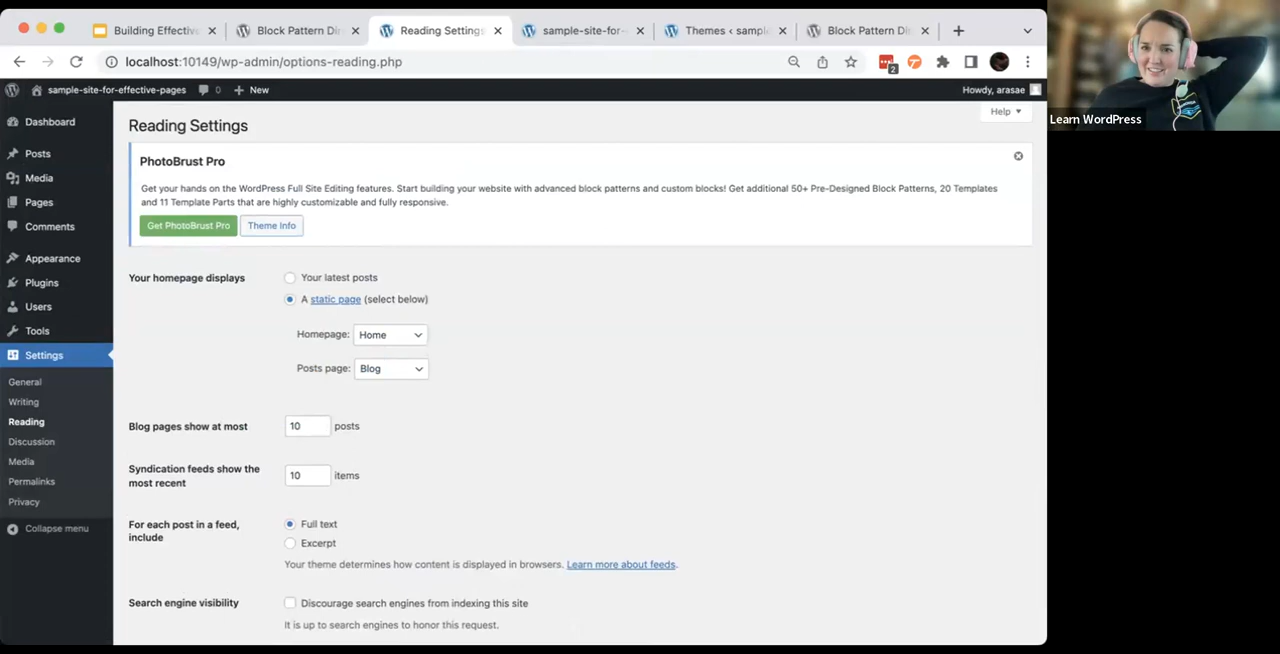 Building Effective
Block Pattern Di
Reading Settings
sample-site-for-
Themes ‹ sampl
Block Pattern Di
localhost:10149/wp-admin/options-reading.php
2
sample-site-for-effective-pages
0
New
Howdy, arasae
Learn WordPress
Dashboard
Posts
Media
Pages
Comments
Appearance
Plugins
Users
Tools
Settings
General
Writing
Reading
Discussion
Media
Permalinks
Privacy
Collapse menu
Reading Settings
Help
PhotoBrust Pro
Get your hands on the WordPress Full Site Editing features. Start building your website with advanced block patterns and custom blocks! Get additional 50+ Pre-Designed Block Patterns, 20 Templates
and 11 Template Parts that are highly customizable and fully responsive.
Get PhotoBrust Pro
Theme Info
Your homepage displays
Your latest posts
A static page (select below)
Homepage: Home
Posts page: Blog
Blog pages show at most
10 posts
Syndication feeds show the
most recent
10 items
For each post in a feed,
include
Full text
Excerpt
Your theme determines how content is displayed in browsers. Learn more about feeds.
Search engine visibility
Discourage search engines from indexing this site
It is up to search engines to honor this request.